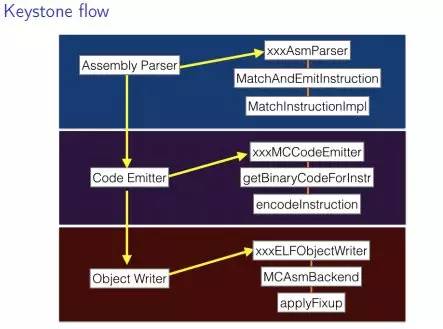 Keystone flow
Assembly Parser
xxxAsmParser
MatchAndEmitInstruction
MatchInstructionImpl
Code Emitter
xxxMCCodeEmitter
getBinaryCodeForInstr
encodeInstruction
Object Writer
xxxELFObjectWriter
MCAsmBackend
applyFixup